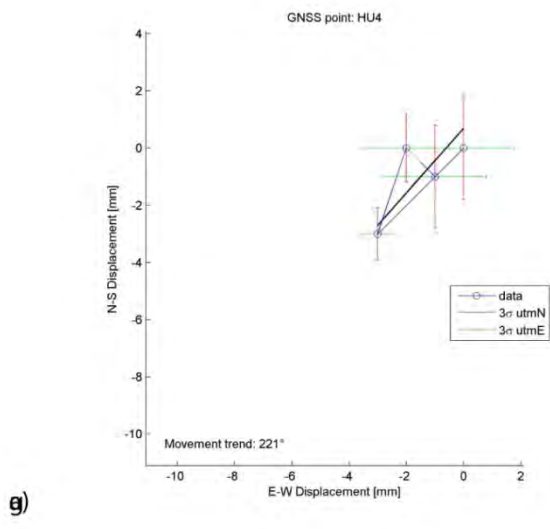 GNSS point: HU4
4
2
0
-2
-4
-6
-8
-10
N-S Displacement [mm]
data
3σ utmN
3σ utmE
Movement trend: 221°
-10 -8 -6 -4 -2 0 2
E-W Displacement [mm]